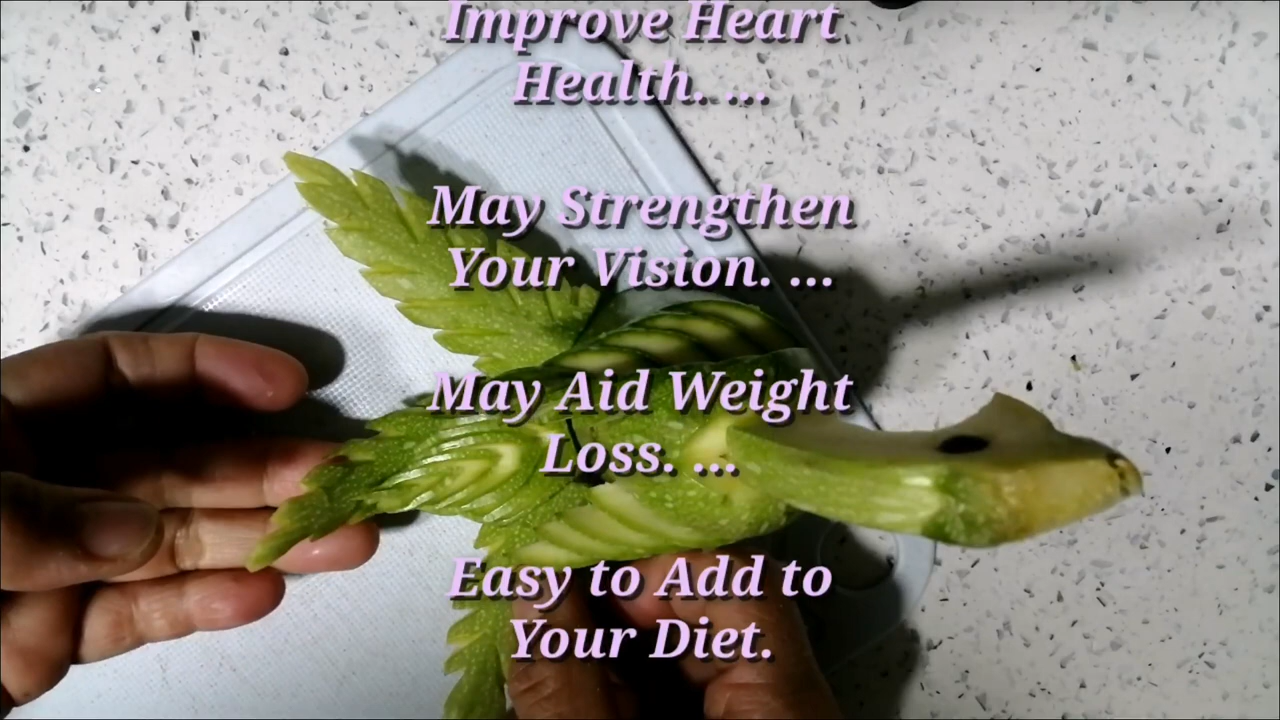 Improve Heart
Health. ...
May Strengthen
Your Vision. ...
May Aid Weight
Loss. ...
Easy to Add to
Your Diet.